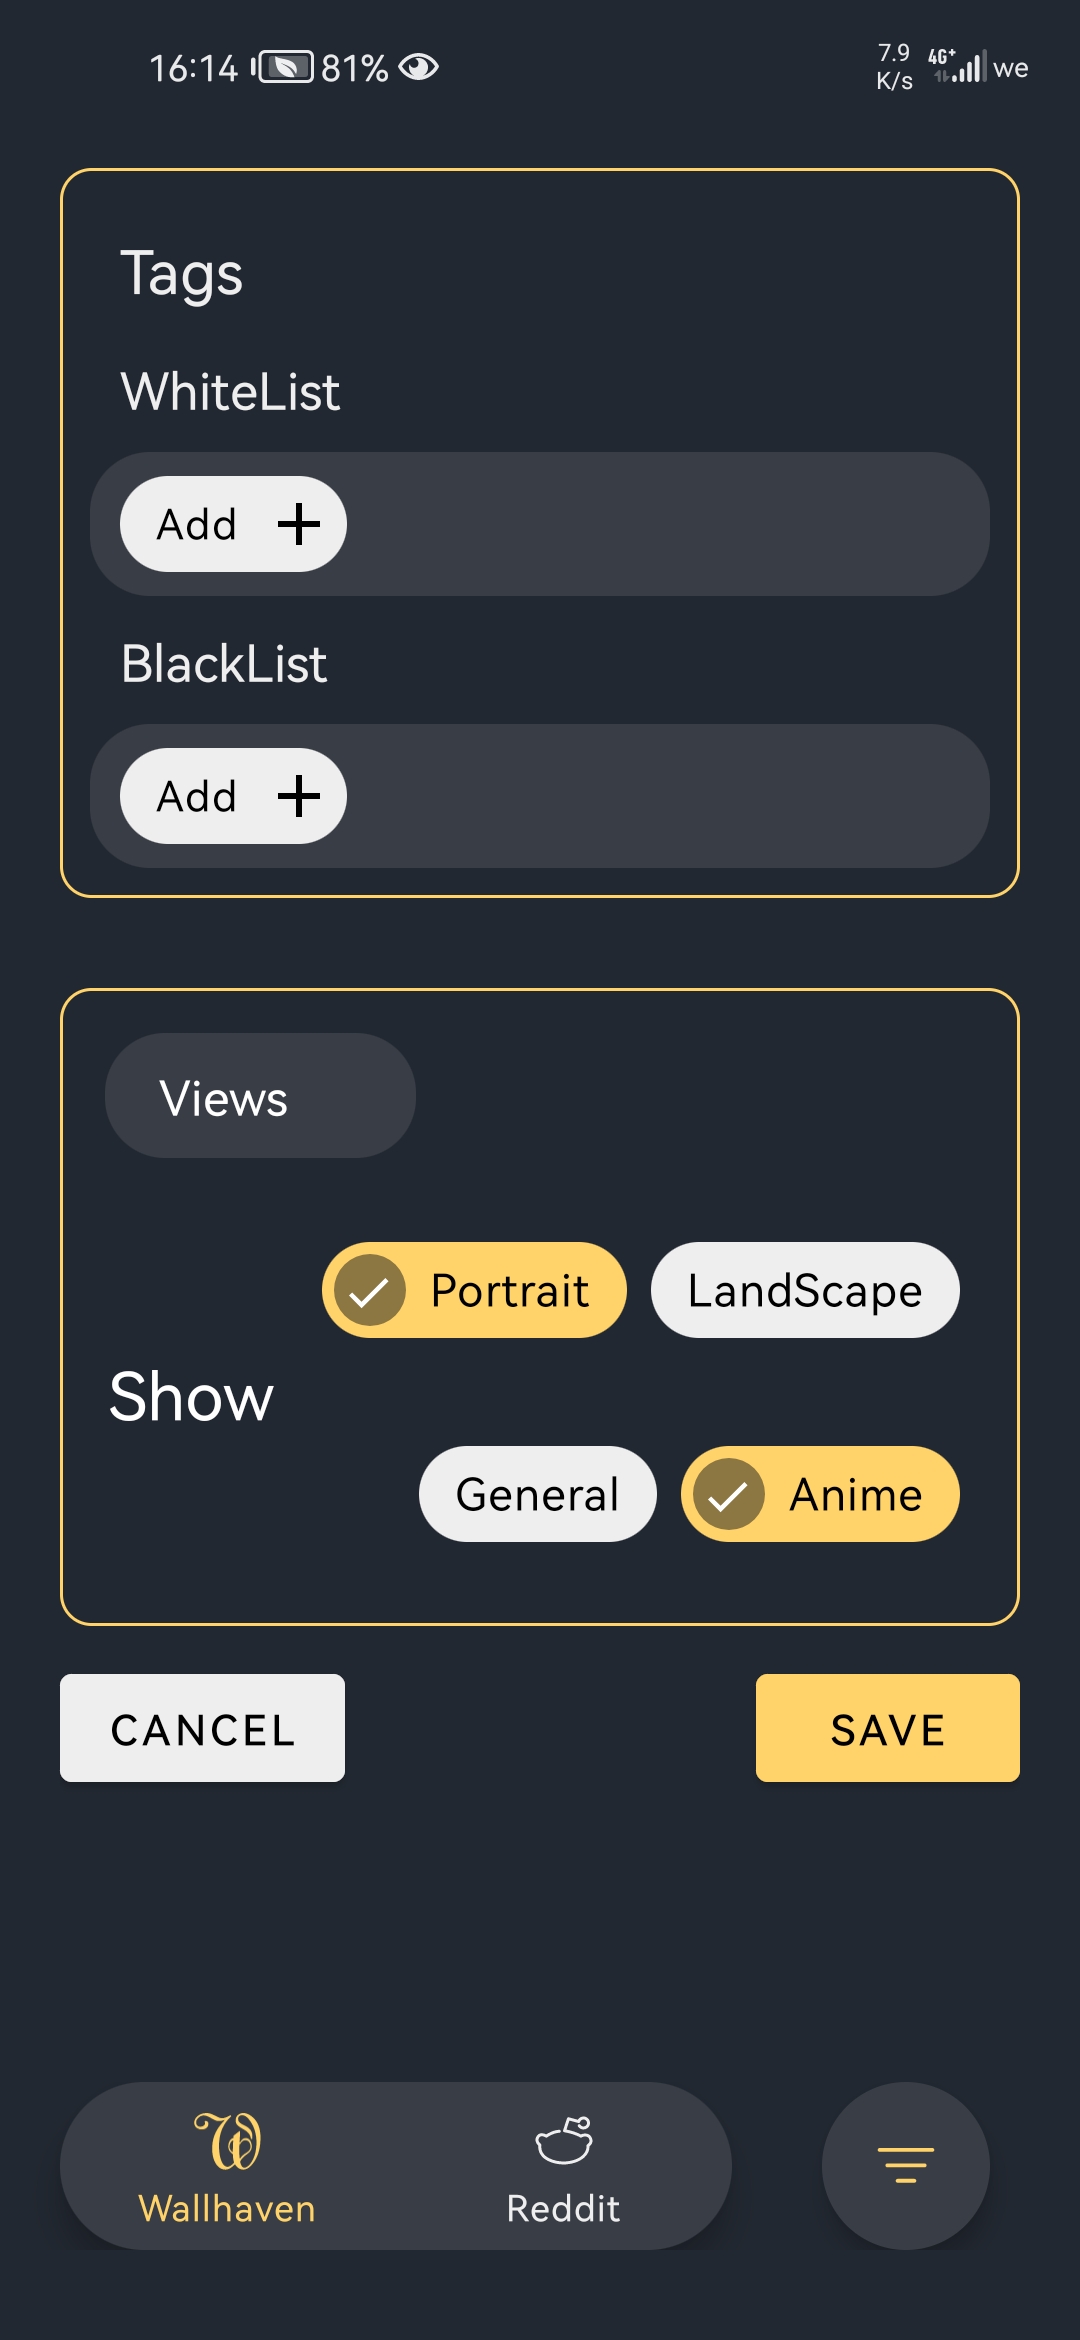 16:14 81% 7.9 K/s 4G+ we
Tags
WhiteList
Add
BlackList
Add
Views
Portrait LandScape
Show
General Anime
CANCEL SAVE
Wallhaven Reddit